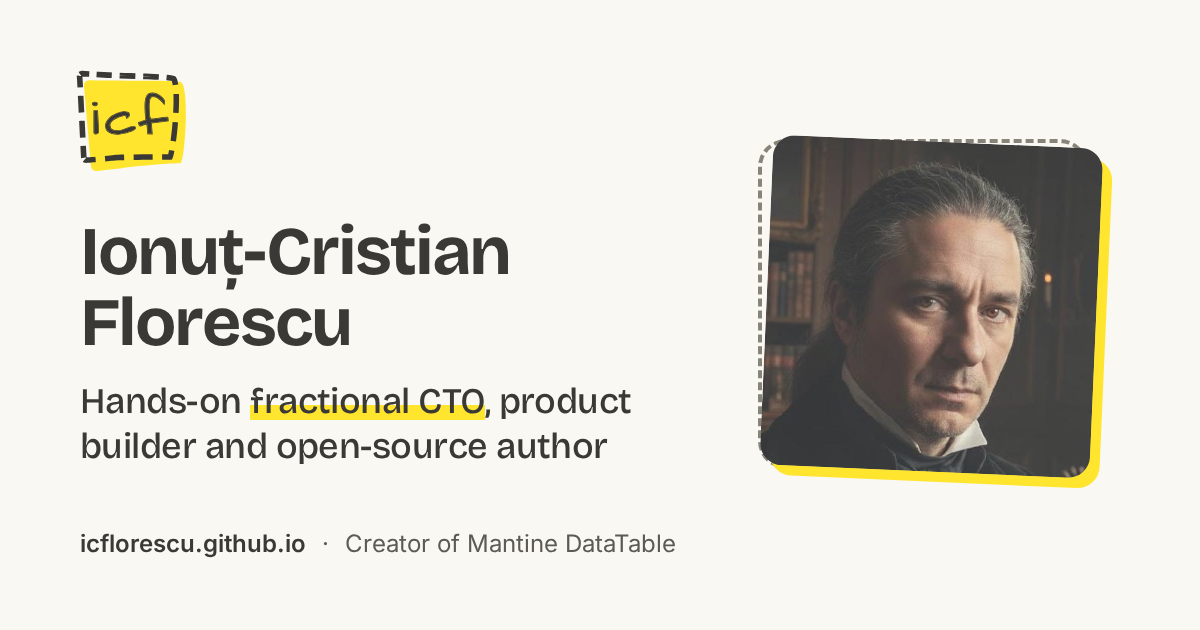 icf
Ionuț-Cristian
Florescu
Hands-on fractional CTO, product
builder and open-source author
icflorescu.github.io · Creator of Mantine DataTable